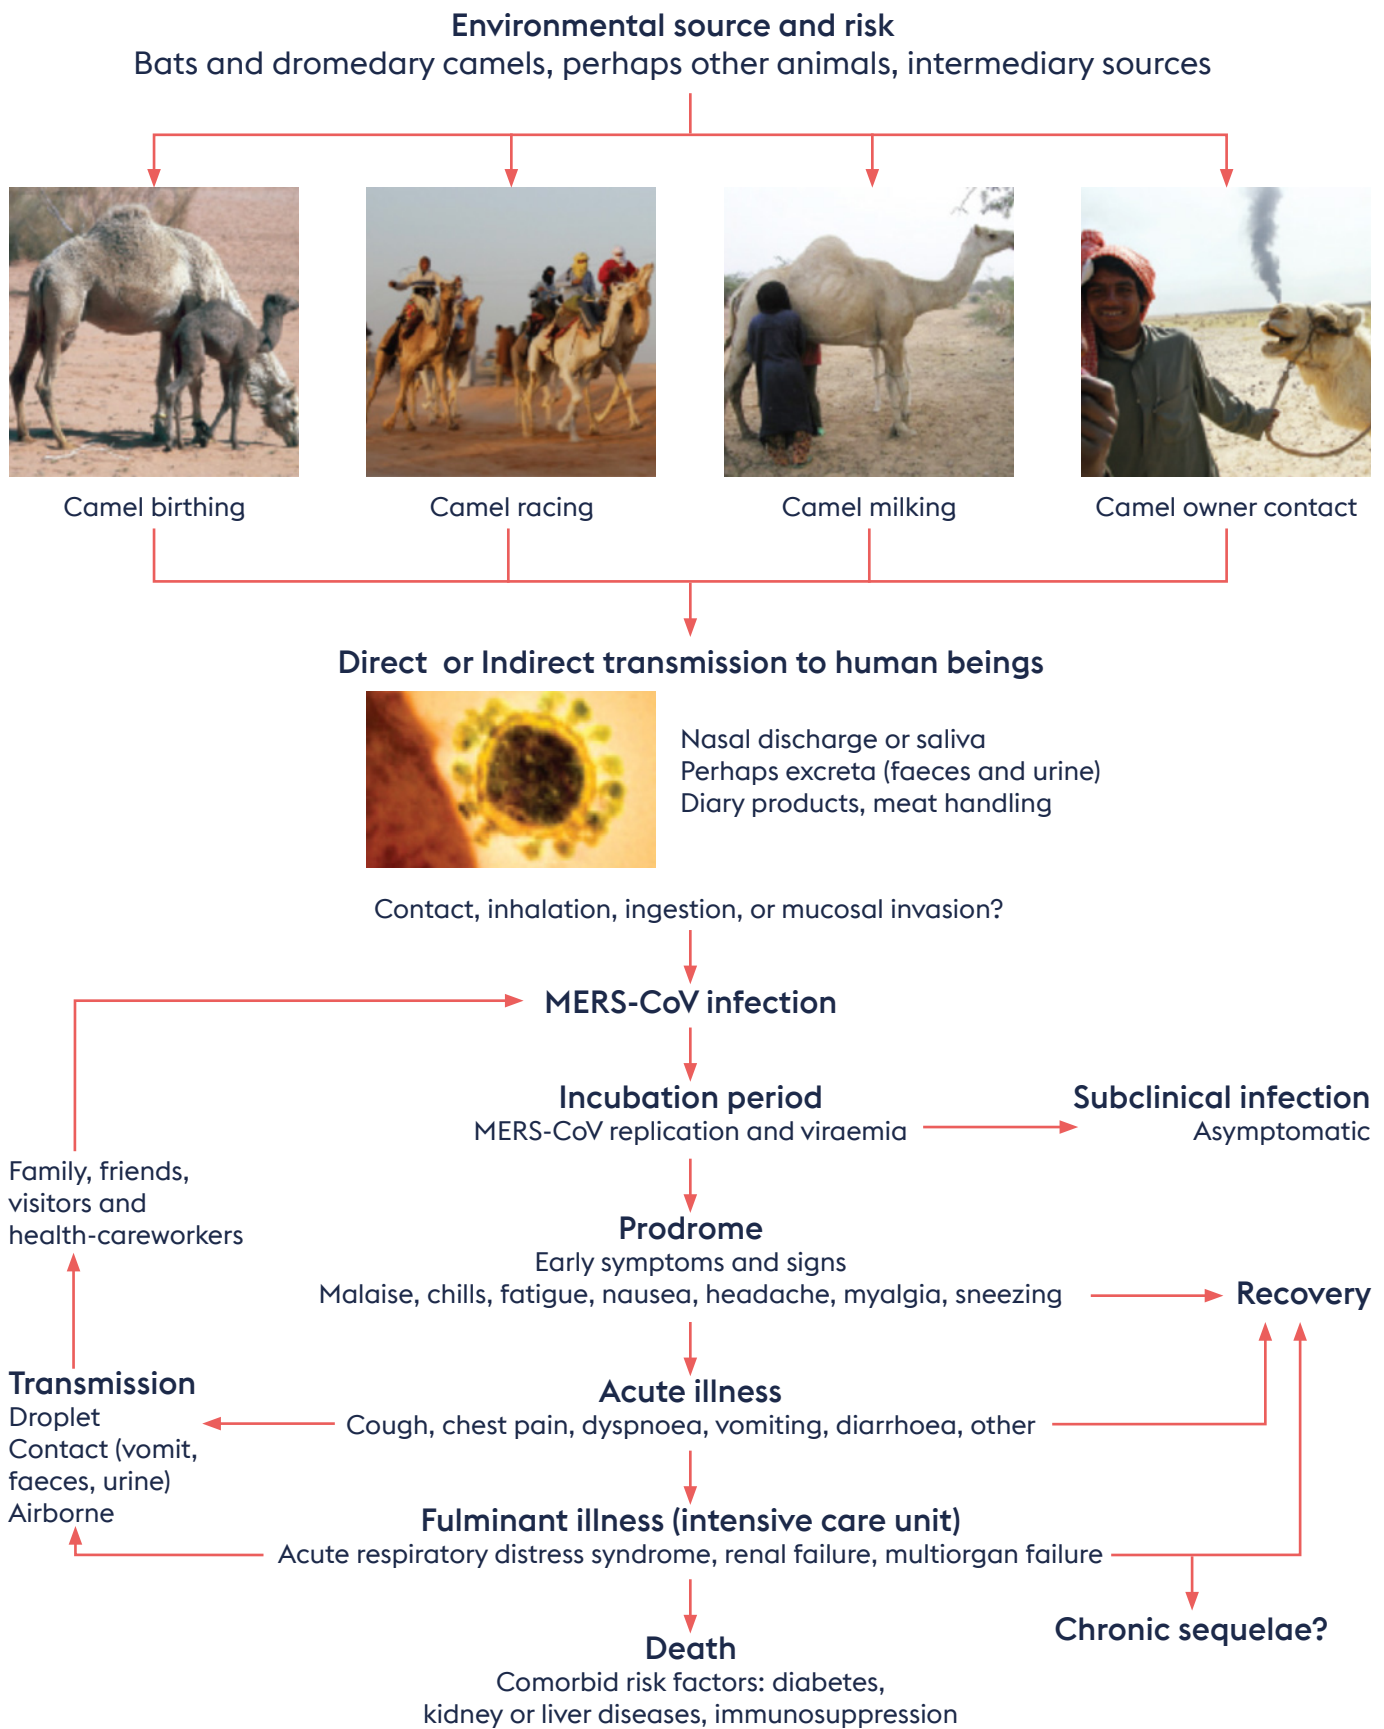 Environmental source and risk
Bats and dromedary camels, perhaps other animals, intermediary sources
Camel birthing
Camel racing
Camel milking
Camel owner contact
Direct or Indirect transmission to human beings
Nasal discharge or saliva
Perhaps excreta (faeces and urine)
Diary products, meat handling
Contact, inhalation, ingestion, or mucosal invasion?
MERS-CoV infection
Incubation period
MERS-CoV replication and viraemia
Subclinical infection
Asymptomatic
Family, friends,
visitors and
health-careworkers
Prodrome
Early symptoms and signs
Malaise, chills, fatigue, nausea, headache, myalgia, sneezing
Recovery
Transmission
Droplet
Contact (vomit,
faeces, urine)
Airborne
Acute illness
Cough, chest pain, dyspnoea, vomiting, diarrhoea, other
Fulminant illness (intensive care unit)
Acute respiratory distress syndrome, renal failure, multiorgan failure
Chronic sequelae?
Death
Comorbid risk factors: diabetes,
kidney or liver diseases, immunosuppression